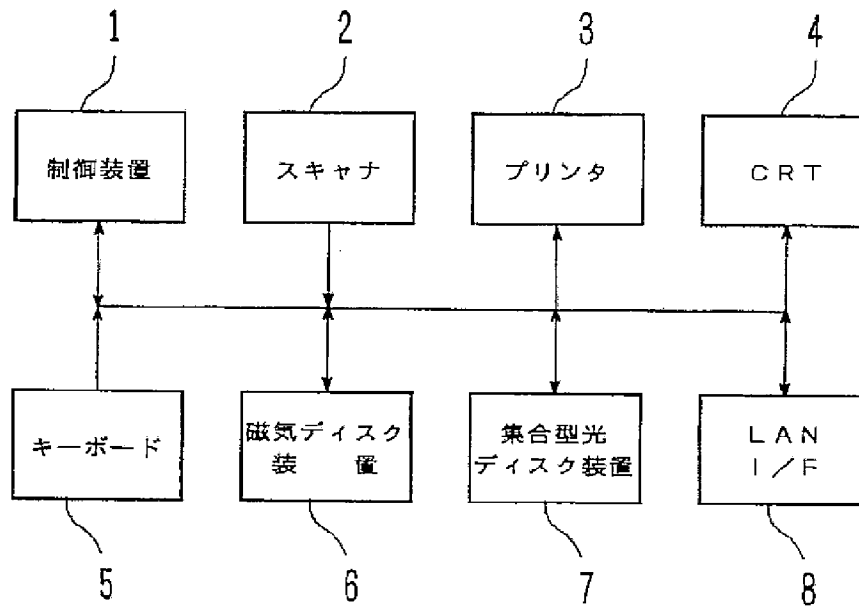 1
2
3
4
制御装置
スキャナ
プリンタ
CRT
キーボード
磁気ディスク
装 置
集合型光
ディスク装置
LAN
I/F
5
6
7
8